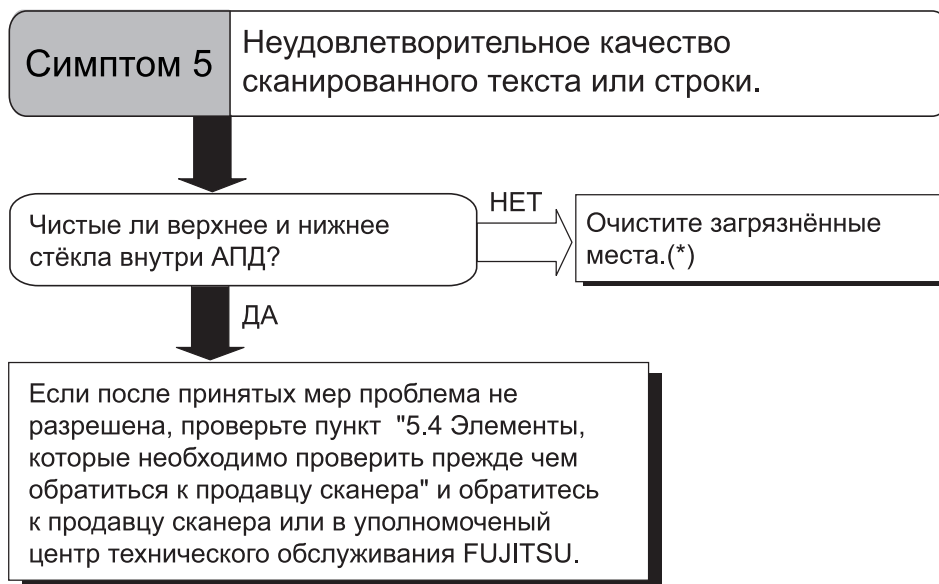 Симптом 5
Неудовлетворительное качество
сканированного текста или строки.
Чистые ли верхнее и нижнее
стёкла внутри АПД?
НЕТ
Очистите загрязнённые
места.(*)
ДА
Если после принятых мер проблема не
разрешена, проверьте пункт "5.4 Элементы,
которые необходимо проверить прежде чем
обратиться к продавцу сканера" и обратитесь
к продавцу сканера или в уполномоченый
центр технического обслуживания FUJITSU.